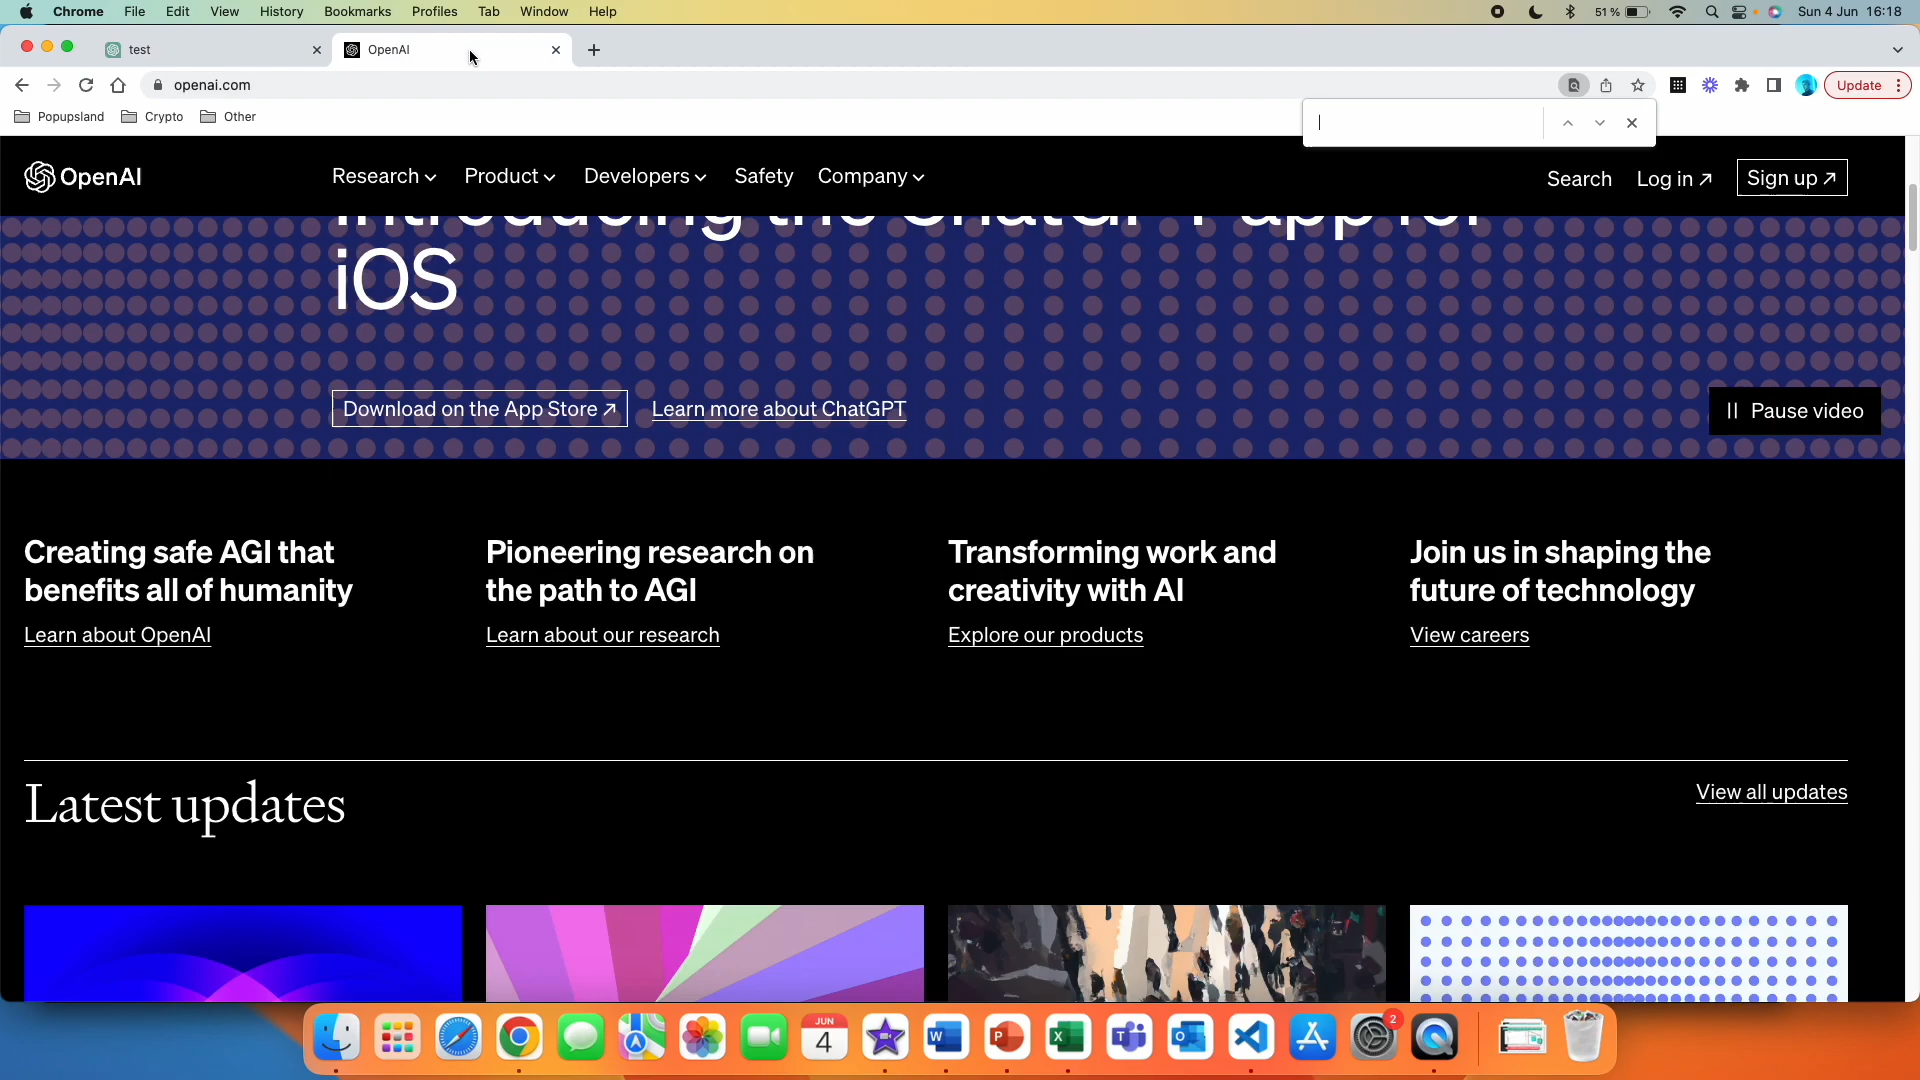 Chrome File Edit View History Bookmarks Profiles Tab Window Help 51 % Sun 4 Jun 16:18
test OpenAI
openai.com Update
Popupsland Crypto Other
OpenAI Research Product Developers Safety Company Search Log in ↗ Sign up ↗
Introducing the ChatGPT app for
iOS
Download on the App Store ↗ Learn more about ChatGPT Pause video
Creating safe AGI that
benefits all of humanity
Learn about OpenAI
Pioneering research on
the path to AGI
Learn about our research
Transforming work and
creativity with AI
Explore our products
Join us in shaping the
future of technology
View careers
Latest updates View all updates
JUN
4
W
P
X
2